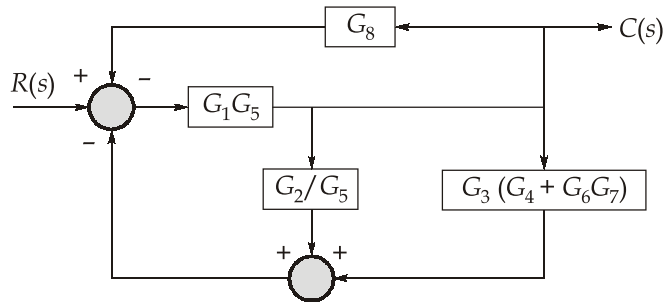 G₈
C(s)
R(s)
+
−
G₁G₅
−
G₂/G₅
G₃ (G₄ + G₆G₇)
+
+